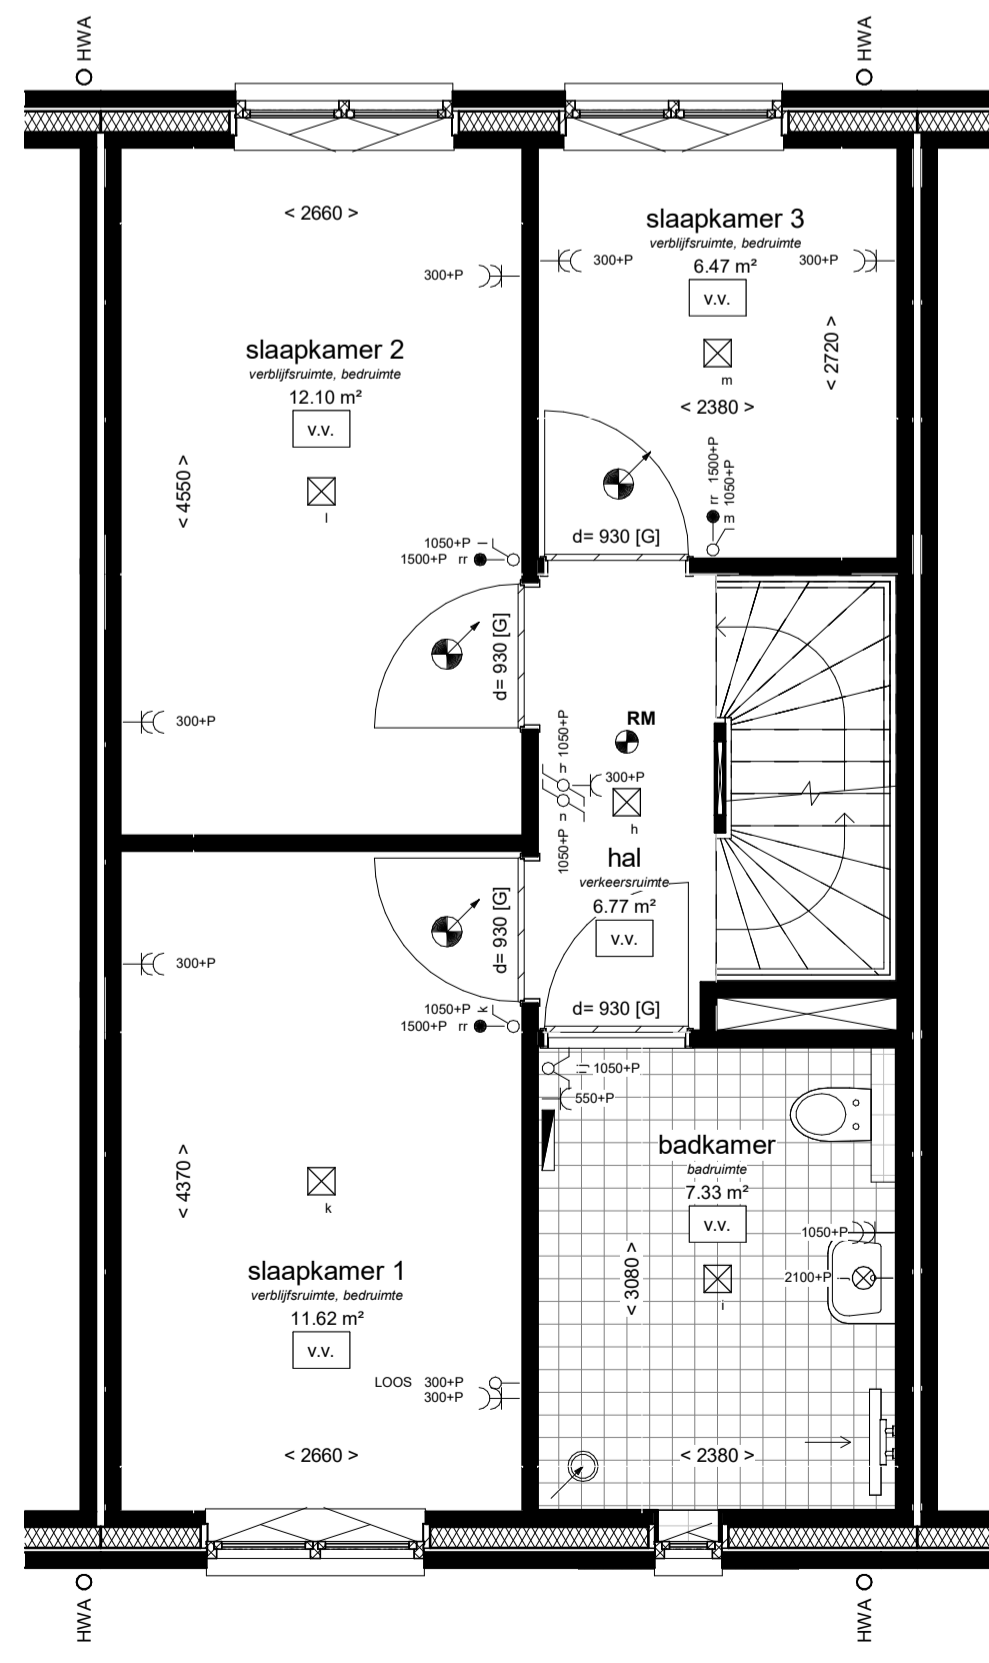 HWA
HWA
< 2660 >
300+P
slaapkamer 2
verblijfsruimte, bedruimte
12.10 m²
v.v.
l
< 4550 >
1050+P l
1500+P rr
d= 930 [G]
300+P
slaapkamer 3
verblijfsruimte, bedruimte
300+P
6.47 m²
300+P
v.v.
m
< 2720 >
< 2380 >
rr 1500+P
m 1050+P
d= 930 [G]
RM
h 1050+P
300+P
n
1050+P
h
hal
verkeersruimte
6.77 m²
v.v.
d= 930 [G]
d= 930 [G]
300+P
1050+P k
1500+P rr
< 4370 >
k
slaapkamer 1
verblijfsruimte, bedruimte
11.62 m²
v.v.
LOOS 300+P
300+P
< 2660 >
1050+P
550+P
badkamer
badruimte
7.33 m²
v.v.
1050+P
2100+P j
i
< 3080 >
< 2380 >
HWA
HWA